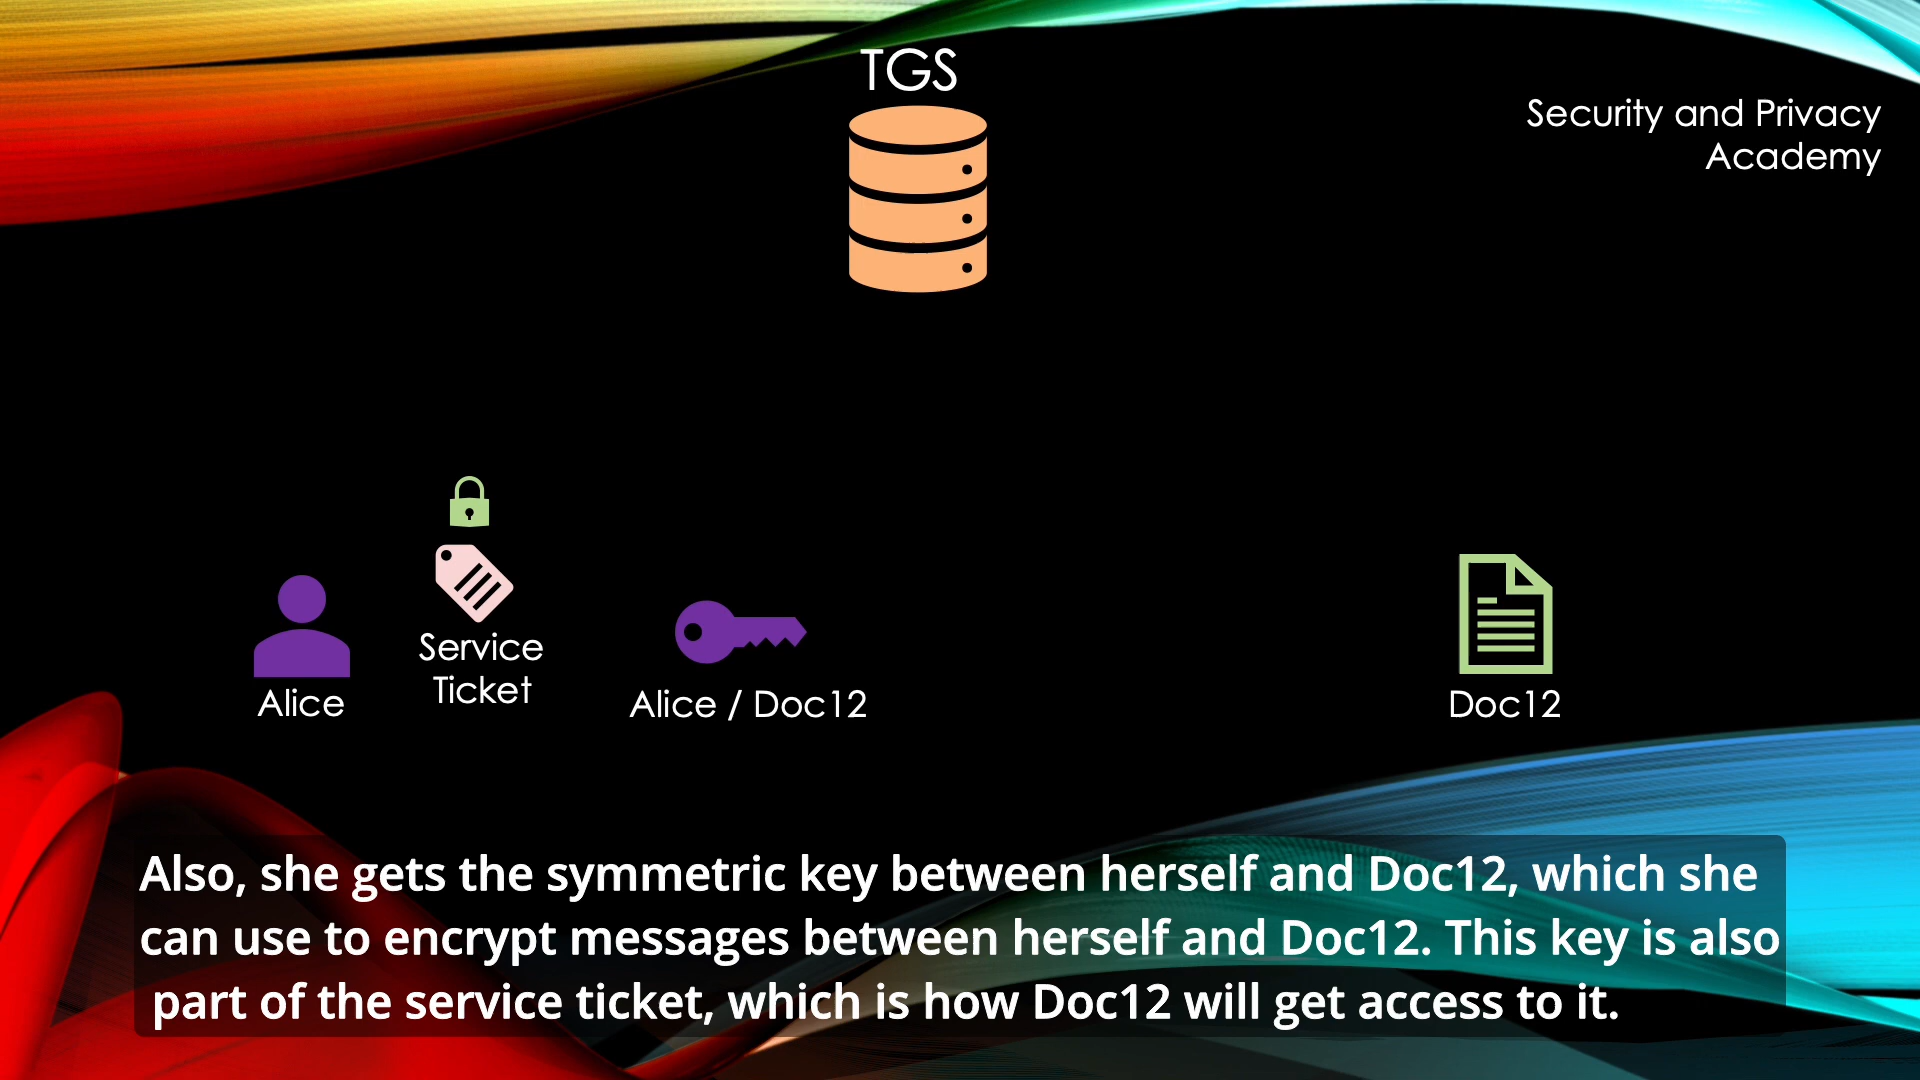 TGS
Security and Privacy
Academy
Service
Ticket
Alice
Alice / Doc12
Doc12
Also, she gets the symmetric key between herself and Doc12, which she
can use to encrypt messages between herself and Doc12. This key is also
part of the service ticket, which is how Doc12 will get access to it.